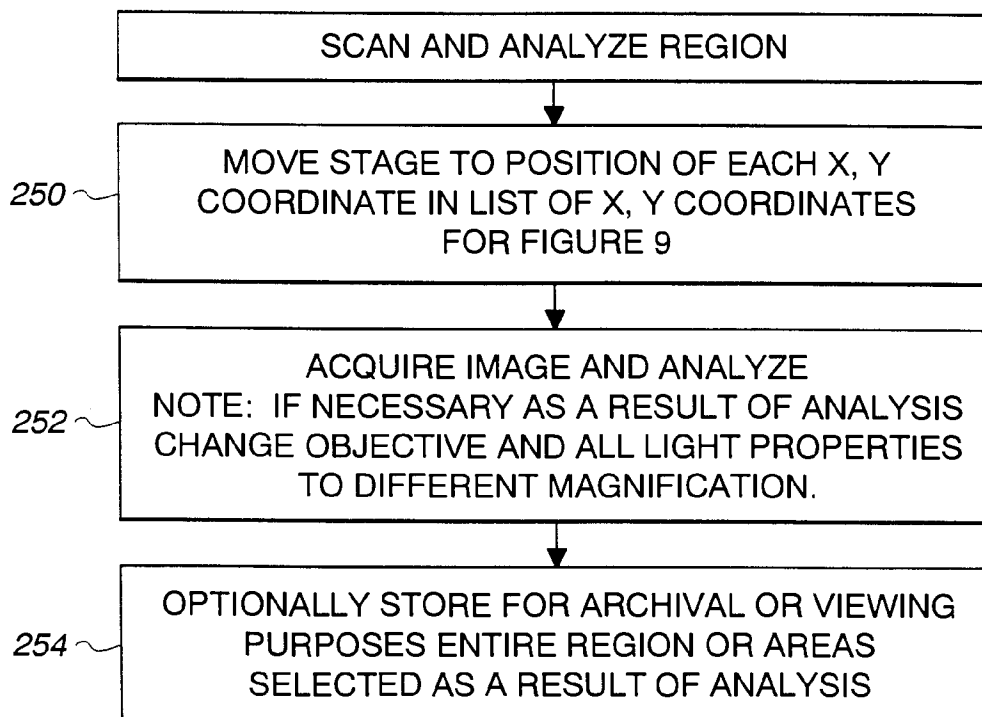 SCAN AND ANALYZE REGION
250
MOVE STAGE TO POSITION OF EACH X, Y
COORDINATE IN LIST OF X, Y COORDINATES
FOR FIGURE 9
252
ACQUIRE IMAGE AND ANALYZE
NOTE: IF NECESSARY AS A RESULT OF ANALYSIS
CHANGE OBJECTIVE AND ALL LIGHT PROPERTIES
TO DIFFERENT MAGNIFICATION.
254
OPTIONALLY STORE FOR ARCHIVAL OR VIEWING
PURPOSES ENTIRE REGION OR AREAS
SELECTED AS A RESULT OF ANALYSIS